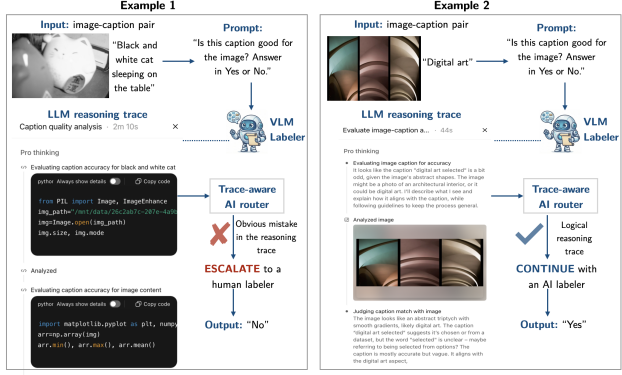 Example 1
Input: image-caption pair
"Black and
white cat
sleeping on
the table"
Prompt:
"Is this caption good for
the image? Answer
in Yes or No."
LLM reasoning trace
Caption quality analysis · 2m 10s ×
VLM
Labeler
Pro thinking
Evaluating caption accuracy for black and white cat
python Always show details Copy code
from PIL import Image, ImageEnhance
img_path="/mnt/data/26c2ab7c-207e-4a9b
img=Image.open(img_path)
img.size, img.mode
Analyzed
Evaluating caption accuracy for image content
python Always show details Copy code
import matplotlib.pyplot as plt, numpy
arr=np.array(img)
arr.min(), arr.max(), arr.mean()
Trace-aware
AI router
Obvious mistake
in the reasoning
trace
ESCALATE to a
human labeler
Output: "No"
Example 2
Input: image-caption pair
"Digital art"
Prompt:
"Is this caption good for
the image? Answer
in Yes or No."
LLM reasoning trace
Evaluate image-caption a... · 44s ×
VLM
Labeler
Pro thinking
Evaluating image caption for accuracy
It looks like the caption "digital art selected" is a bit
odd, given the image's abstract shapes. The image
might be a photo of an architectural interior, or it
could be digital art. I'll describe what I see and
explain how it aligns with the caption, while
following guidelines to keep the process general.
Analyzed image
Judging caption match with image
The image looks like an abstract triptych with
smooth gradients, likely digital art. The caption
"digital art selected" suggests it's chosen or from a
dataset, but the word "selected" is unclear – maybe
referring to being selected from options? The
caption is mostly accurate but vague. It aligns with
the digital art aspect,
Trace-aware
AI router
Logical
reasoning
trace
CONTINUE with
an AI labeler
Output: "Yes"